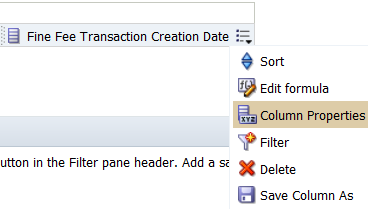 Fine Fee Transaction Creation Date
Sort
Edit formula
Column Properties
Filter
utton in the Filter pane header. Add a sa
Delete
Save Column As